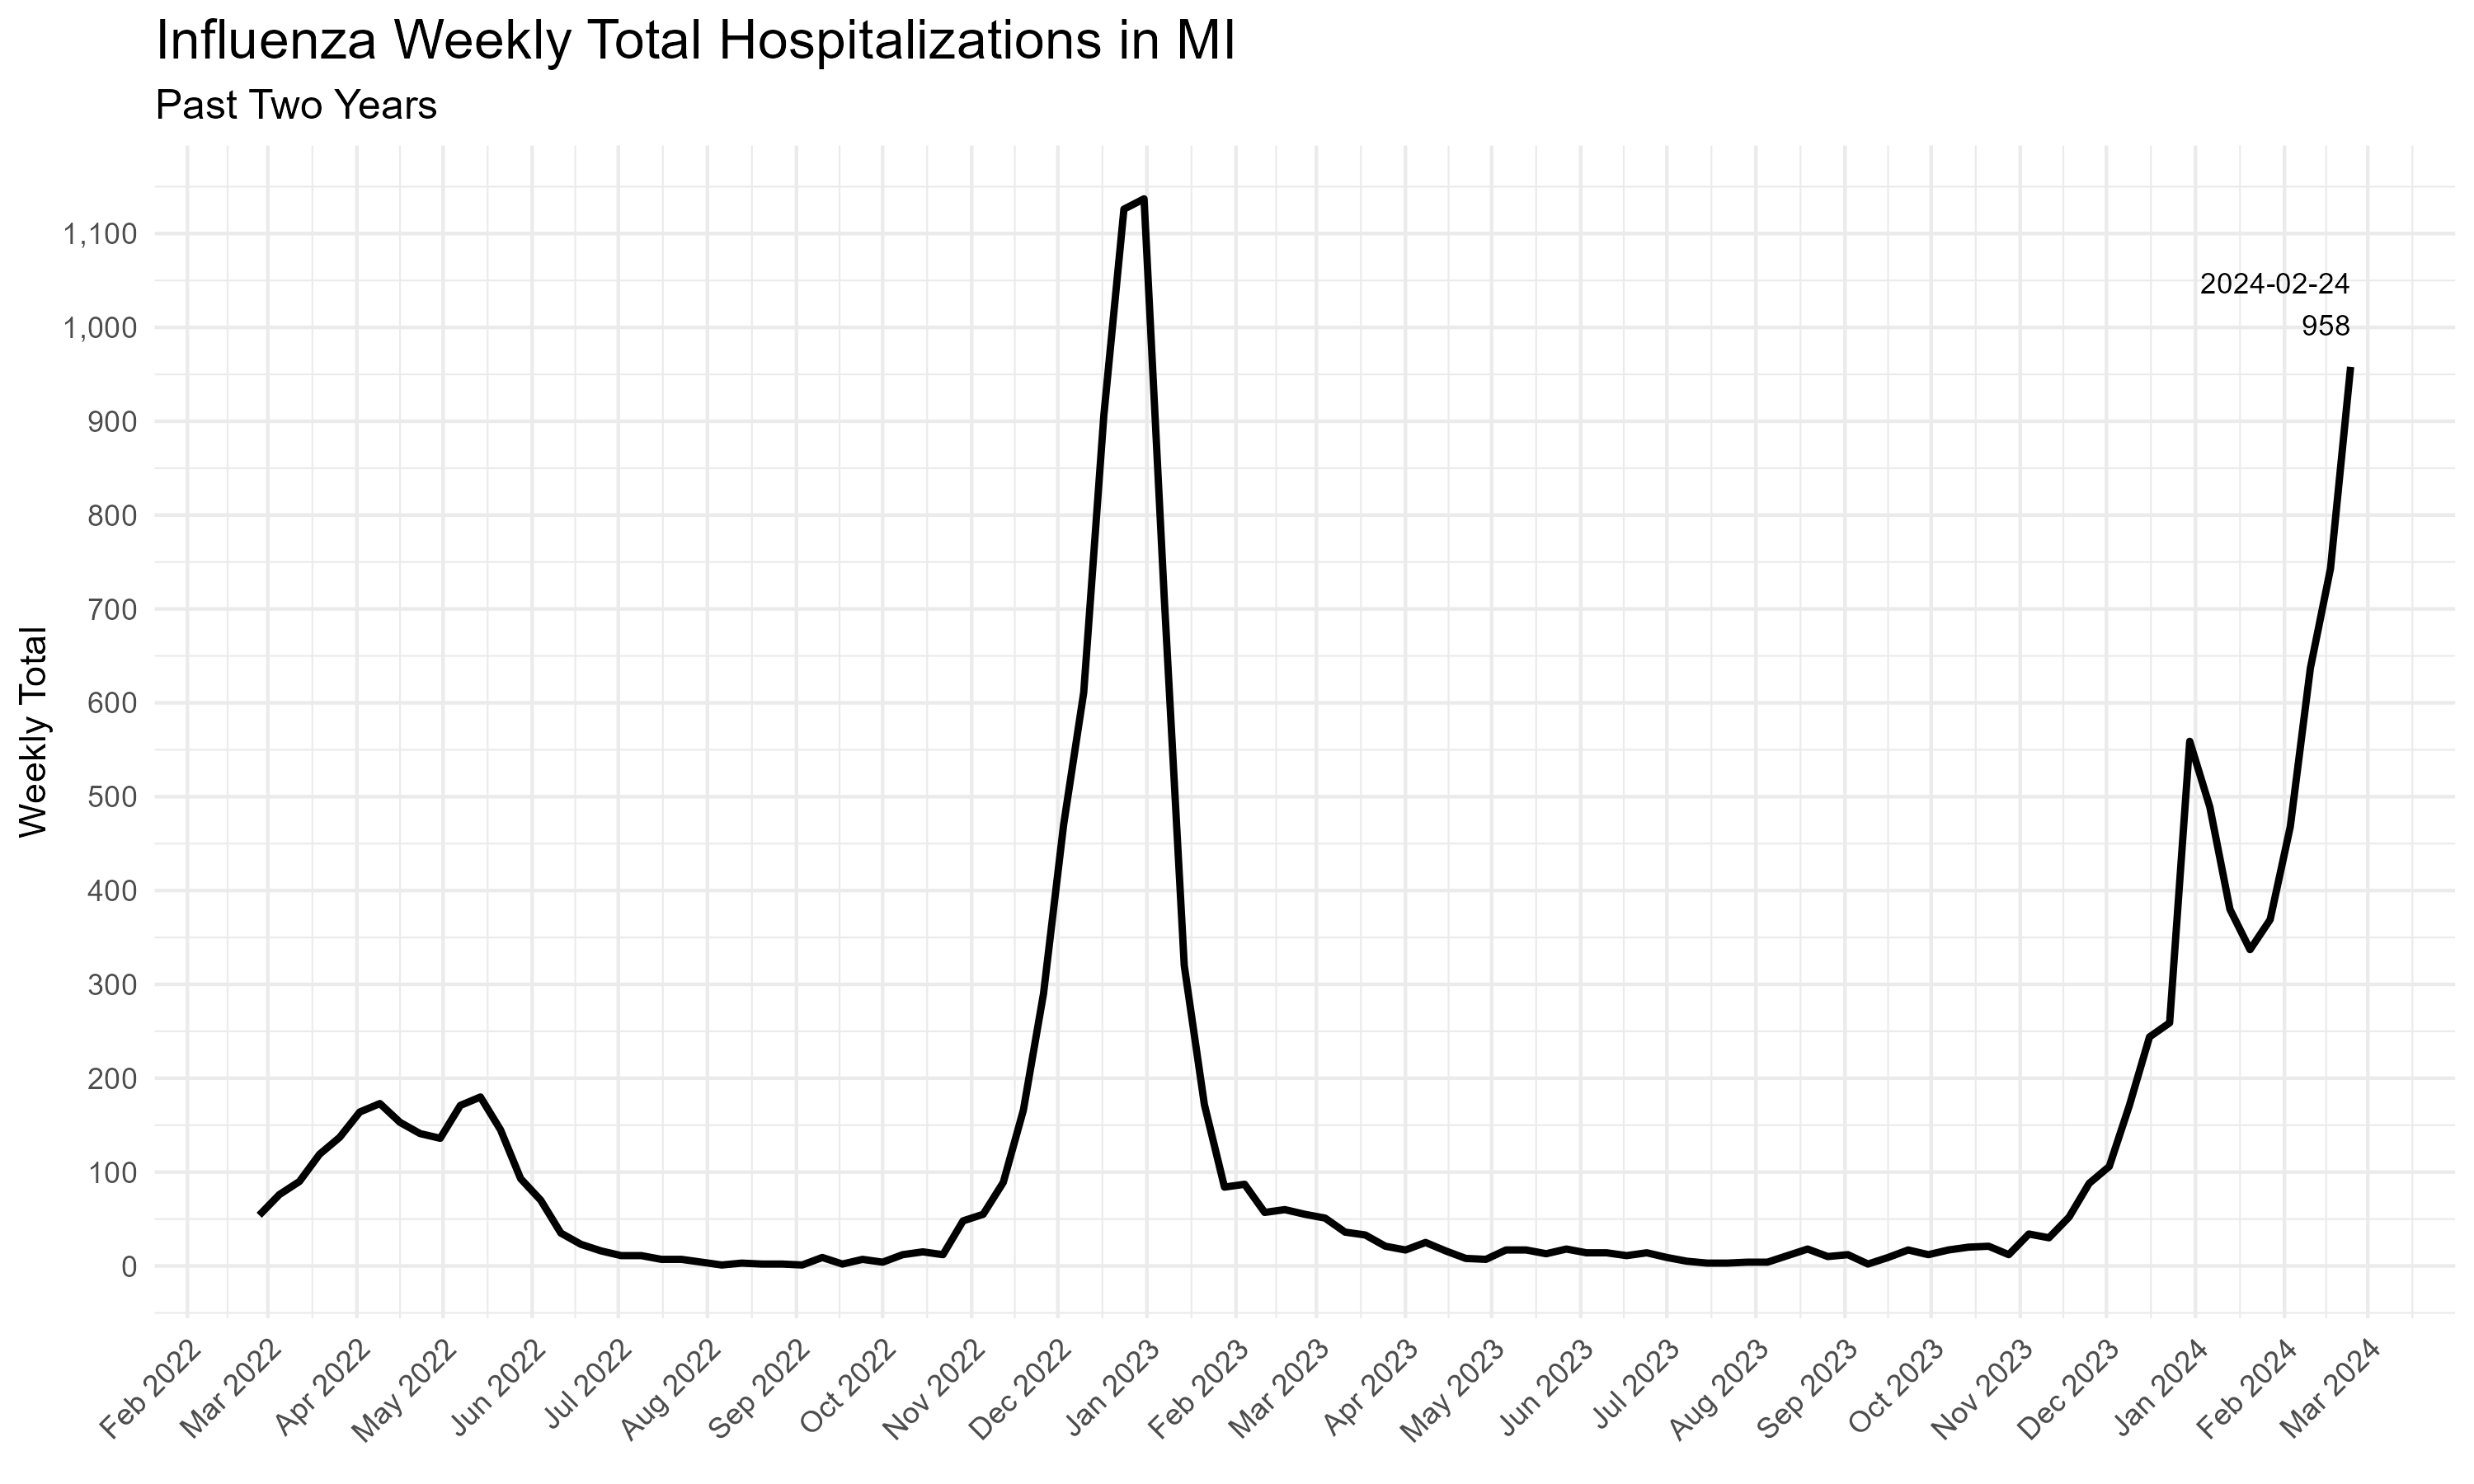 Influenza Weekly Total Hospitalizations in MI
Past Two Years
Weekly Total
1,100
1,000
900
800
700
600
500
400
300
200
100
0
2024-02-24
958
Feb 2022
Mar 2022
Apr 2022
May 2022
Jun 2022
Jul 2022
Aug 2022
Sep 2022
Oct 2022
Nov 2022
Dec 2022
Jan 2023
Feb 2023
Mar 2023
Apr 2023
May 2023
Jun 2023
Jul 2023
Aug 2023
Sep 2023
Oct 2023
Nov 2023
Dec 2023
Jan 2024
Feb 2024
Mar 2024